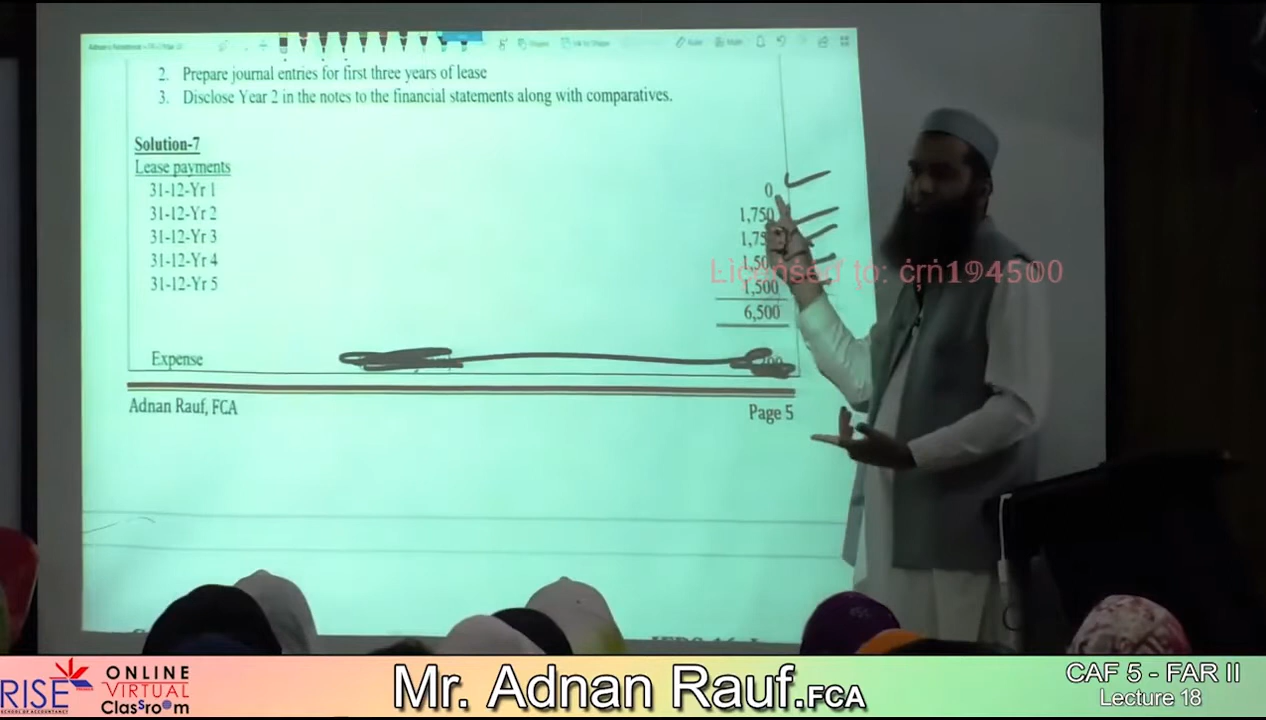 2. Prepare journal entries for first three years of lease
3. Disclose Year 2 in the notes to the financial statements along with comparatives.
Solution-7
Lease payments
31-12-Yr 1 0
31-12-Yr 2 1,750
31-12-Yr 3 1,75
31-12-Yr 4 1,50
31-12-Yr 5 1,500
6,500
Expense
Adnan Rauf, FCA Page 5
Licensed to: crn194500
RISE
ONLINE
VIRTUAL
Classroom
Mr. Adnan Rauf.FCA
CAF 5 - FAR II
Lecture 18